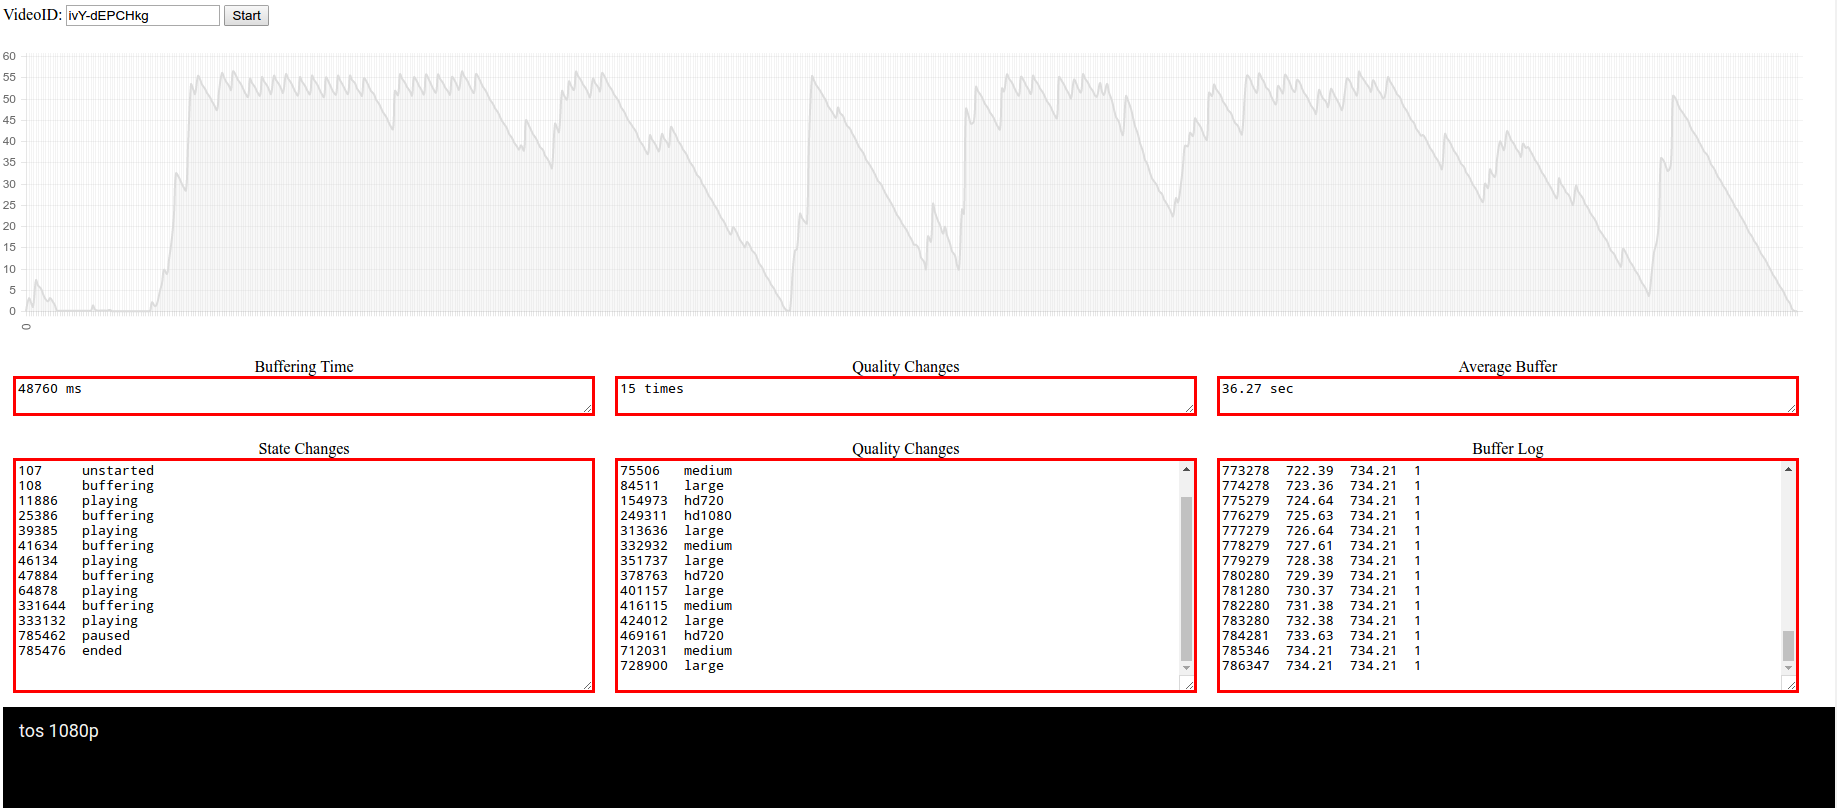 VideoID: ivY-dEPCHkg Start
60
55
50
45
40
35
30
25
20
15
10
5
0
0
Buffering Time Quality Changes Average Buffer
48760 ms 15 times 36.27 sec
State Changes
107 unstarted
108 buffering
11886 playing
25386 buffering
39385 playing
41634 buffering
46134 playing
47884 buffering
64878 playing
331644 buffering
333132 playing
785462 paused
785476 ended
Quality Changes
75506 medium
84511 large
154973 hd720
249311 hd1080
313636 large
332932 medium
351737 large
378763 hd720
401157 large
416115 medium
424012 large
469161 hd720
712031 medium
728900 large
Buffer Log
773278 722.39 734.21 1
774278 723.36 734.21 1
775279 724.64 734.21 1
776279 725.63 734.21 1
777279 726.64 734.21 1
778279 727.61 734.21 1
779279 728.38 734.21 1
780280 729.39 734.21 1
781280 730.37 734.21 1
782280 731.38 734.21 1
783280 732.38 734.21 1
784281 733.63 734.21 1
785346 734.21 734.21 1
786347 734.21 734.21 1
tos 1080p